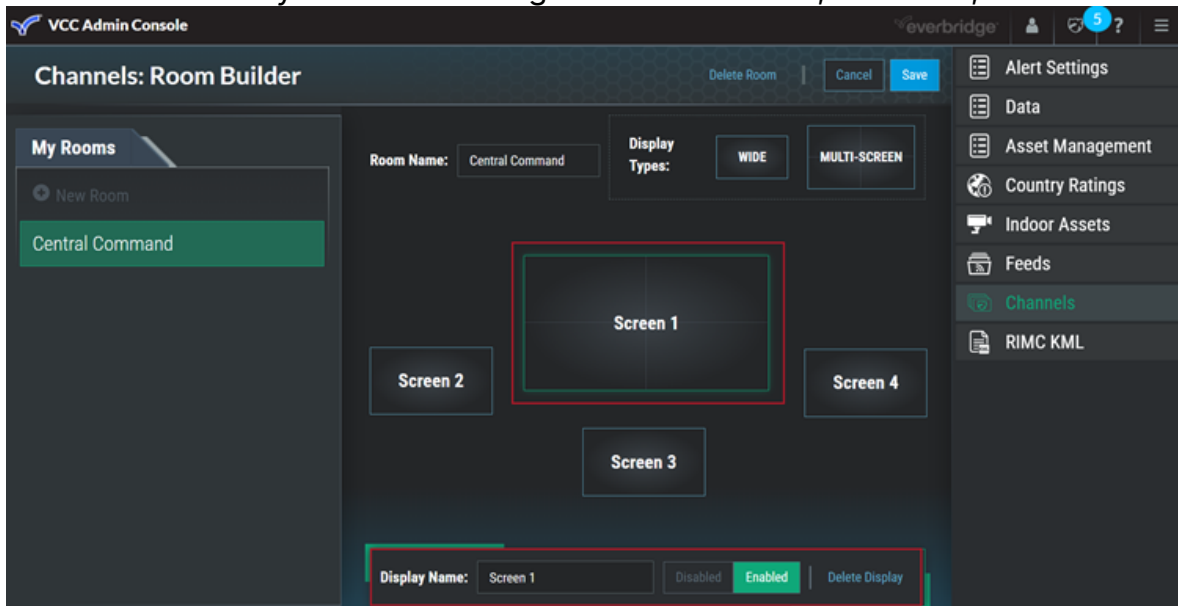 VCC Admin Console
everbridge
5
?
Channels: Room Builder
Delete Room
Cancel
Save
My Rooms
New Room
Central Command
Room Name:
Central Command
Display Types:
WIDE
MULTI-SCREEN
Screen 1
Screen 2
Screen 4
Screen 3
Display Name:
Screen 1
Disabled
Enabled
Delete Display
Alert Settings
Data
Asset Management
Country Ratings
Indoor Assets
Feeds
Channels
RIMC KML